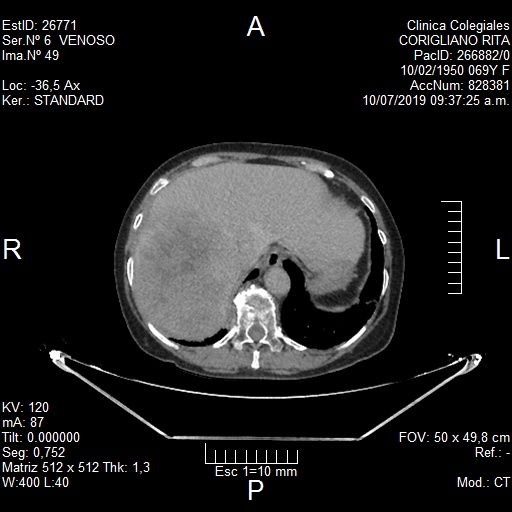 EstID: 26771
Ser.Nº 6 VENOSO
Ima.Nº 49
Loc: -36,5 Ax
Ker.: STANDARD
A
Clinica Colegiales
CORIGLIANO RITA
PacID: 266882/0
10/02/1950 069Y F
AccNum: 828381
10/07/2019 09:37:25 a.m.
R
L
KV: 120
mA: 87
Tilt: 0.000000
Seg: 0,752
Matriz 512 x 512 Thk: 1,3
W:400 L:40
Esc 1=10 mm
P
FOV: 50 x 49,8 cm
Ref.: -
Mod.: CT